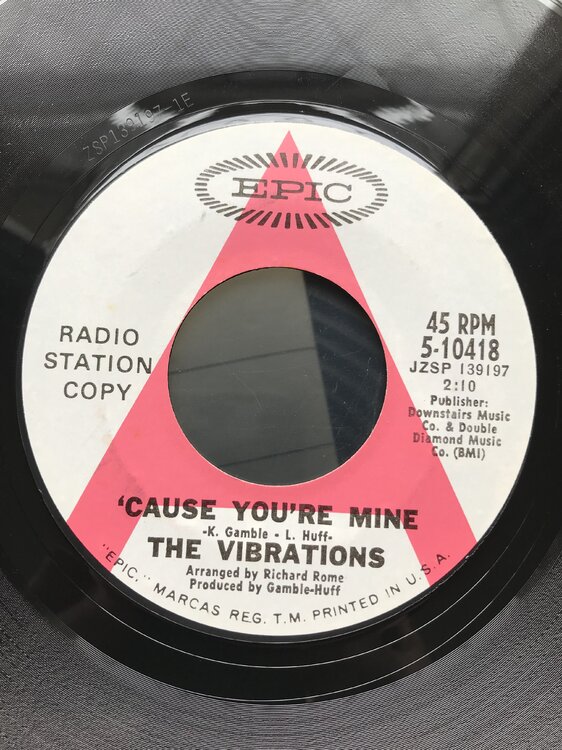 ZSP139197-1E
EPIC
RADIO
STATION
COPY
45 RPM
5-10418
JZSP 139197
2:10
Publisher:
Downstairs Music
Co. & Double
Diamond Music
Co. (BMI)
'CAUSE YOU'RE MINE
-K. Gamble - L. Huff-
THE VIBRATIONS
Arranged by Richard Rome
Produced by Gamble-Huff
"EPIC," MARCAS REG. T.M. PRINTED IN U.S.A.